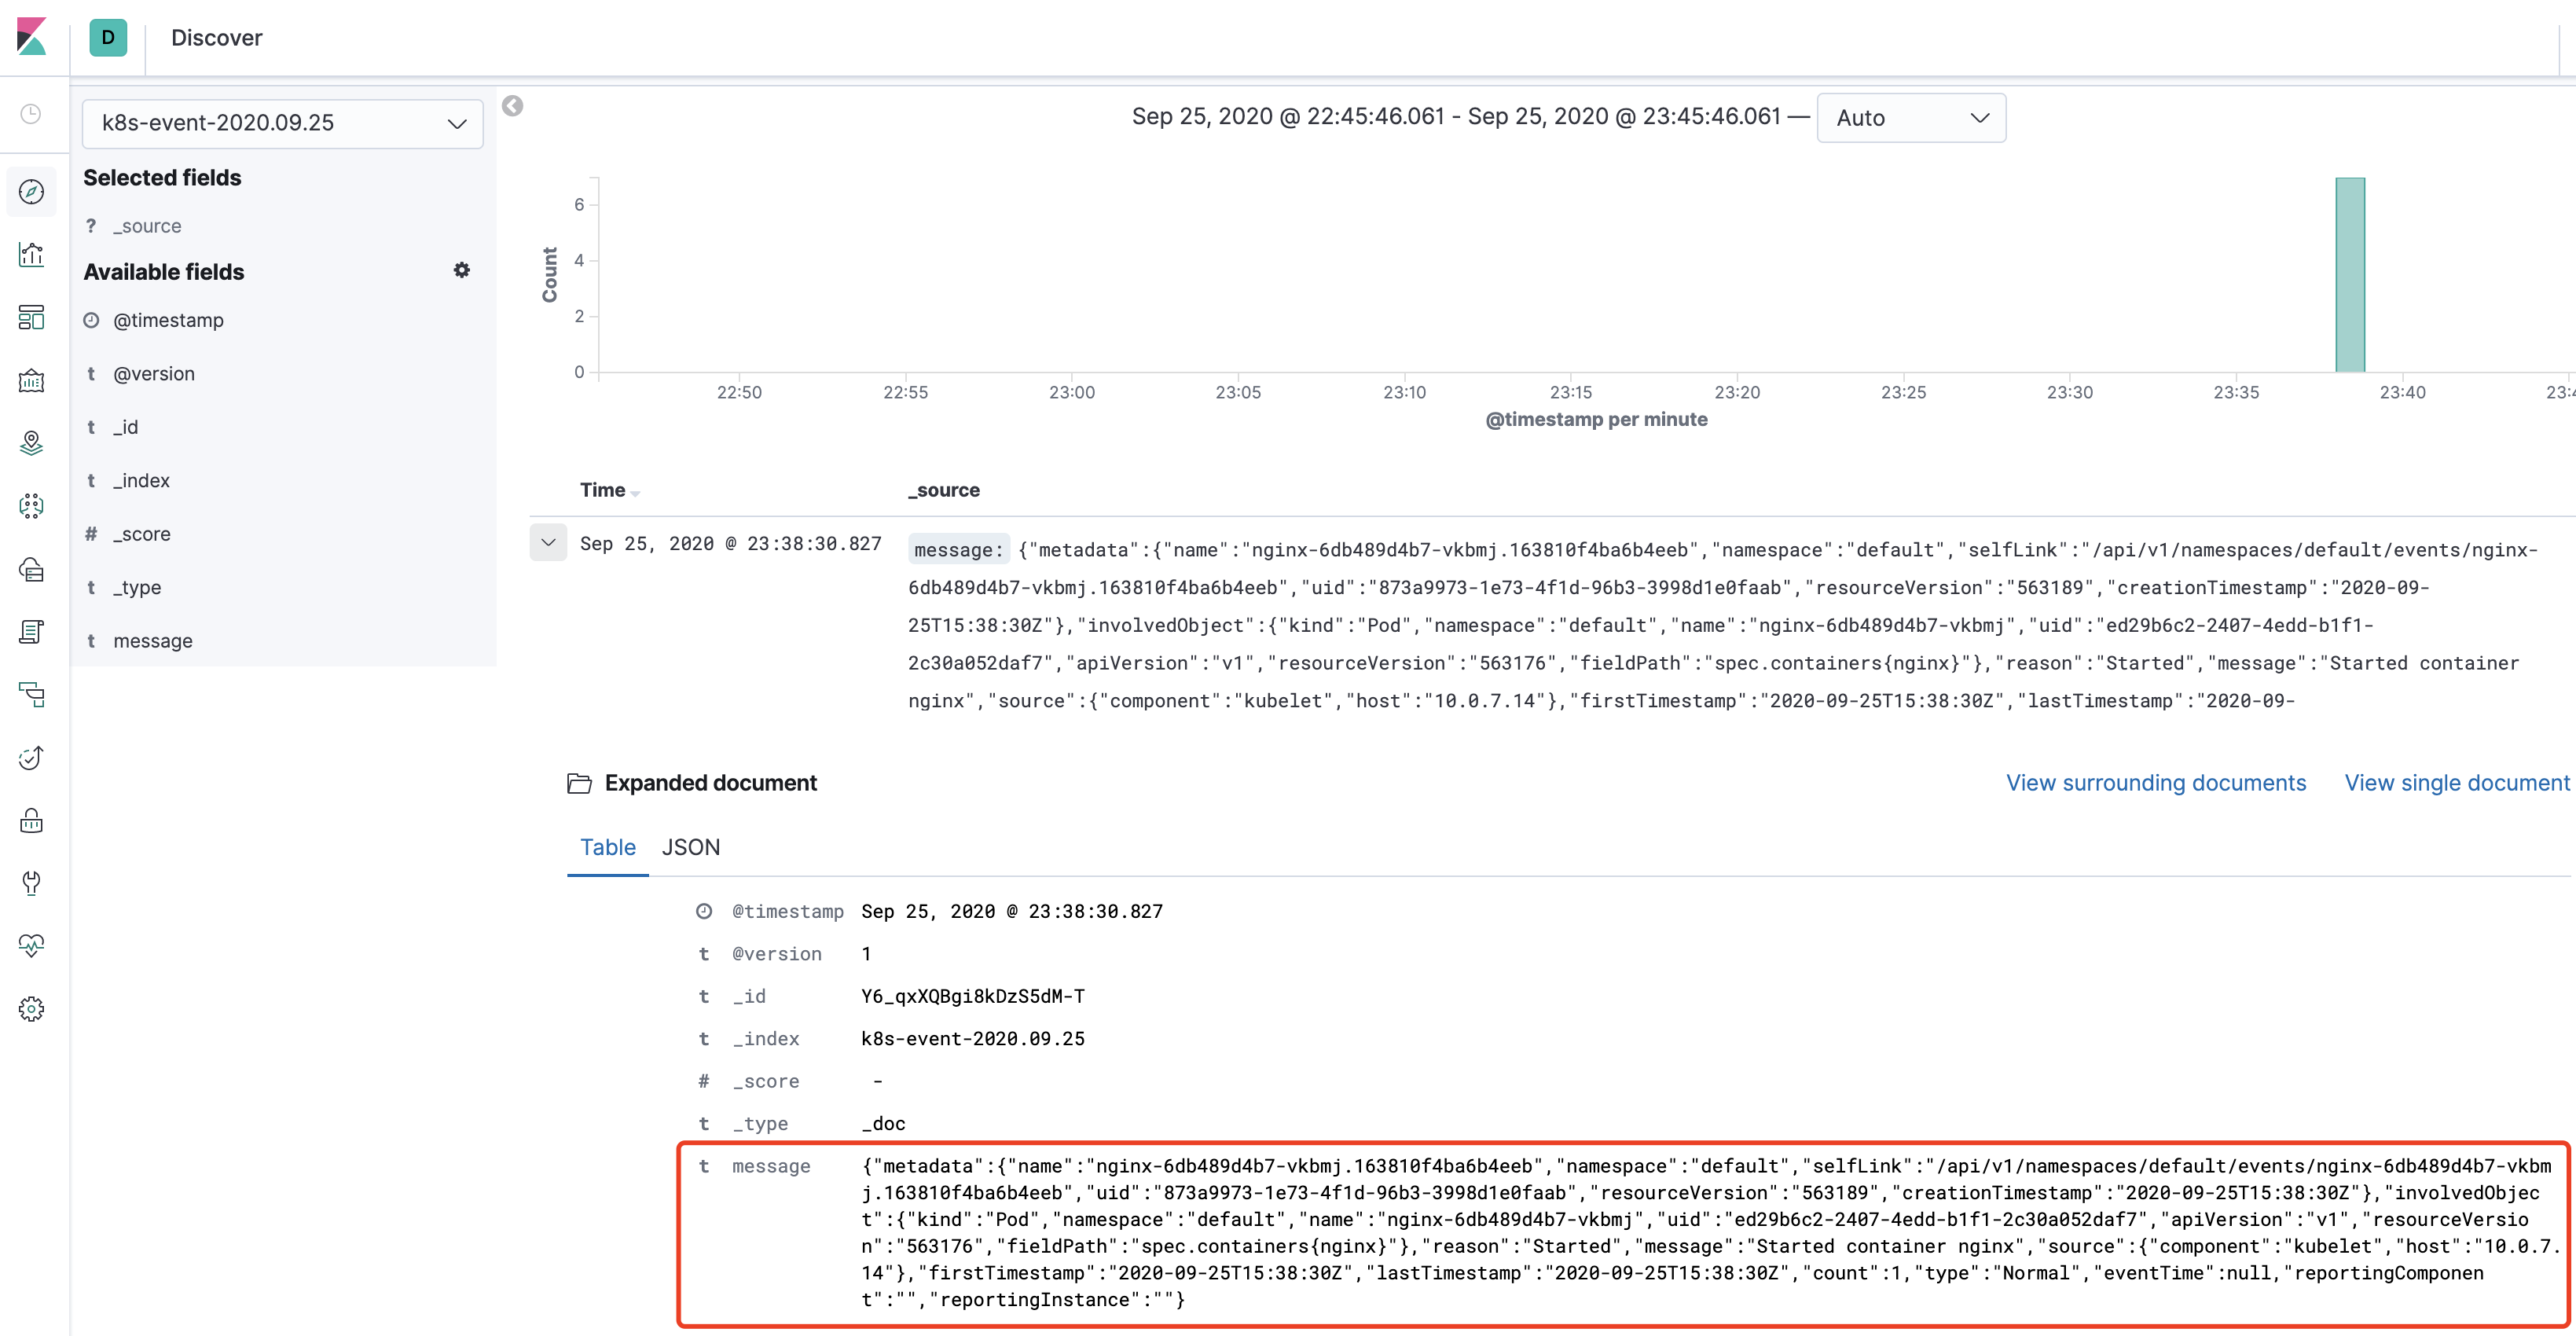 D
Discover
k8s-event-2020.09.25
Selected fields
? _source
Available fields
@timestamp
t @version
t _id
t _index
# _score
t _type
t message
Sep 25, 2020 @ 22:45:46.061 - Sep 25, 2020 @ 23:45:46.061 —
Auto
Count
6
4
2
0
22:50 22:55 23:00 23:05 23:10 23:15 23:20 23:25 23:30 23:35 23:40 23:4
@timestamp per minute
Time _source
Sep 25, 2020 @ 23:38:30.827
message: {"metadata":{"name":"nginx-6db489d4b7-vkbmj.163810f4ba6b4eeb","namespace":"default","selfLink":"/api/v1/namespaces/default/events/nginx-
6db489d4b7-vkbmj.163810f4ba6b4eeb","uid":"873a9973-1e73-4f1d-96b3-3998d1e0faab","resourceVersion":"563189","creationTimestamp":"2020-09-
25T15:38:30Z"},"involvedObject":{"kind":"Pod","namespace":"default","name":"nginx-6db489d4b7-vkbmj","uid":"ed29b6c2-2407-4edd-b1f1-
2c30a052daf7","apiVersion":"v1","resourceVersion":"563176","fieldPath":"spec.containers{nginx}"},"reason":"Started","message":"Started container
nginx","source":{"component":"kubelet","host":"10.0.7.14"},"firstTimestamp":"2020-09-25T15:38:30Z","lastTimestamp":"2020-09-
Expanded document
View surrounding documents View single document
Table JSON
@timestamp Sep 25, 2020 @ 23:38:30.827
t @version 1
t _id Y6_qxXQBgi8kDzS5dM-T
t _index k8s-event-2020.09.25
# _score -
t _type _doc
t message {"metadata":{"name":"nginx-6db489d4b7-vkbmj.163810f4ba6b4eeb","namespace":"default","selfLink":"/api/v1/namespaces/default/events/nginx-6db489d4b7-vkbm
j.163810f4ba6b4eeb","uid":"873a9973-1e73-4f1d-96b3-3998d1e0faab","resourceVersion":"563189","creationTimestamp":"2020-09-25T15:38:30Z"},"involvedObjec
t":{"kind":"Pod","namespace":"default","name":"nginx-6db489d4b7-vkbmj","uid":"ed29b6c2-2407-4edd-b1f1-2c30a052daf7","apiVersion":"v1","resourceVersio
n":"563176","fieldPath":"spec.containers{nginx}"},"reason":"Started","message":"Started container nginx","source":{"component":"kubelet","host":"10.0.7.
14"},"firstTimestamp":"2020-09-25T15:38:30Z","lastTimestamp":"2020-09-25T15:38:30Z","count":1,"type":"Normal","eventTime":null,"reportingComponen
t":"","reportingInstance":""}